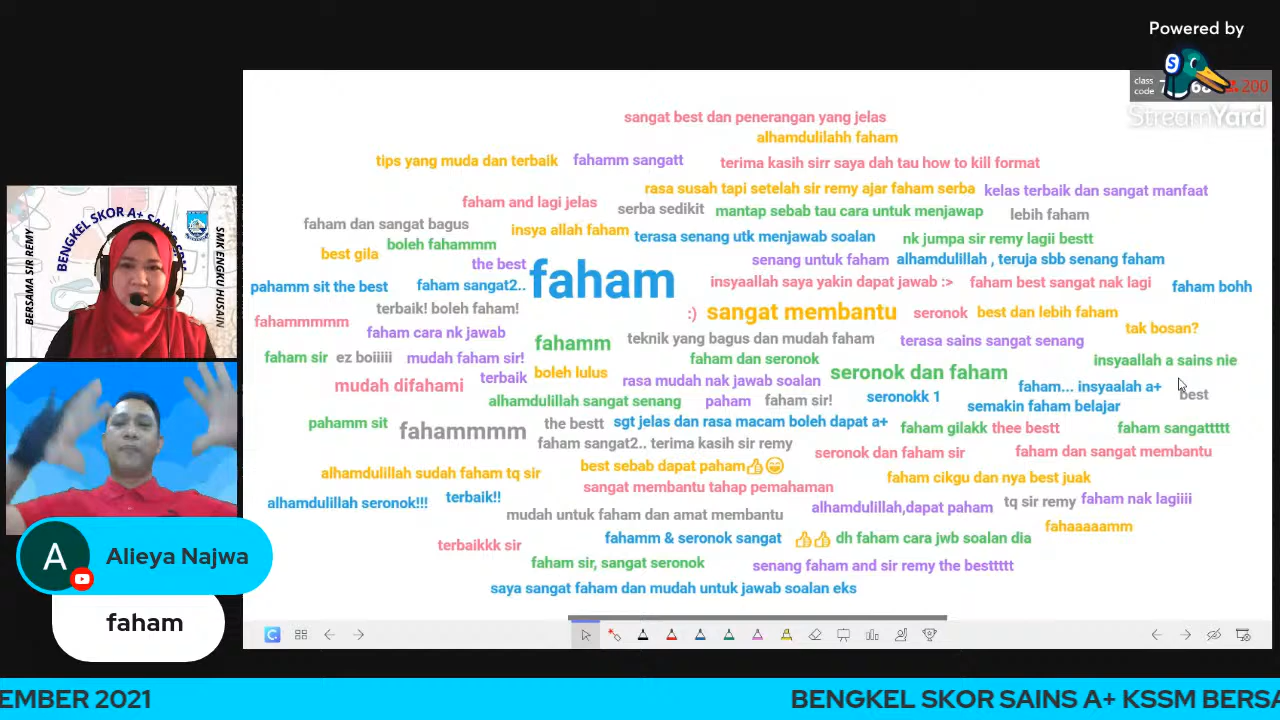 Powered by
class code
200
StreamYard
sangat best dan penerangan yang jelas
alhamdulilahh faham
tips yang muda dan terbaik
fahamm sangatt
terima kasih sirr saya dah tau how to kill format
rasa susah tapi setelah sir remy ajar faham serba
kelas terbaik dan sangat manfaat
faham and lagi jelas
serba sedikit
mantap sebab tau cara untuk menjawap
lebih faham
faham dan sangat bagus
insya allah faham
terasa senang utk menjawab soalan
nk jumpa sir remy lagii bestt
best gila
boleh fahammm
the best
faham
senang untuk faham
alhamdulillah , teruja sbb senang faham
pahamm sit the best
faham sangat2..
insyaallah saya yakin dapat jawab :>
faham best sangat nak lagi
faham bohh
terbaik! boleh faham!
:)
sangat membantu
seronok
best dan lebih faham
fahammmmm
faham cara nk jawab
fahamm
teknik yang bagus dan mudah faham
terasa sains sangat senang
tak bosan?
faham sir
ez boiiiii
mudah faham sir!
faham dan seronok
insyaallah a sains nie
mudah difahami
terbaik
boleh lulus
rasa mudah nak jawab soalan
seronok dan faham
faham... insyaalah a+
best
alhamdulillah sangat senang
paham
faham sir!
seronokk 1
semakin faham belajar
pahamm sit
fahammmm
the bestt
sgt jelas dan rasa macam boleh dapat a+
faham gilakk
thee bestt
faham sangattttt
faham sangat2.. terima kasih sir remy
seronok dan faham sir
faham dan sangat membantu
alhamdulillah sudah faham tq sir
best sebab dapat paham👍😄
faham cikgu dan nya best juak
sangat membantu tahap pemahaman
alhamdulillah seronok!!!
terbaik!!
mudah untuk faham dan amat membantu
alhamdulillah,dapat paham
tq sir remy
faham nak lagiiii
terbaikkk sir
fahamm & seronok sangat
👍👍 dh faham cara jwb soalan dia
fahaaaaamm
faham sir, sangat seronok
senang faham and sir remy the besttttt
saya sangat faham dan mudah untuk jawab soalan eks
BERSAMA SIR REMY
BENGKEL SKOR A+ SAINS
SMK ENGKU HUSAIN
A
Alieya Najwa
faham
EMBER 2021
BENGKEL SKOR SAINS A+ KSSM BERSA